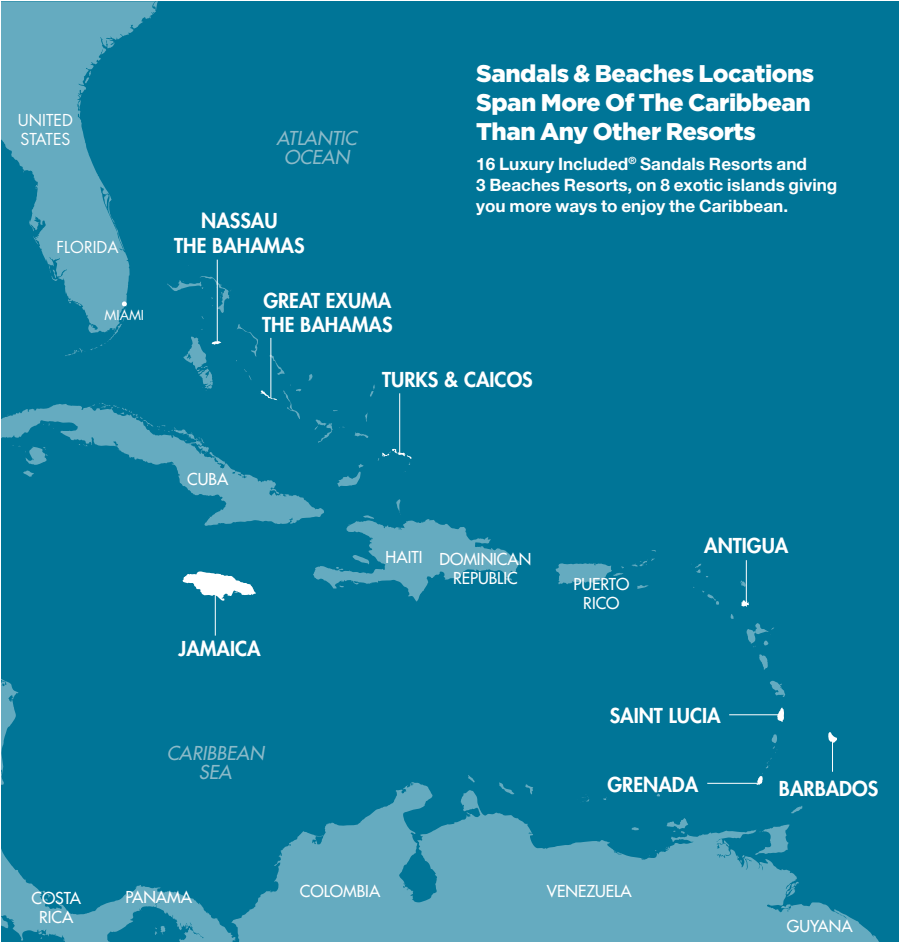 Sandals & Beaches Locations
Span More Of The Caribbean
Than Any Other Resorts
16 Luxury Included® Sandals Resorts and
3 Beaches Resorts, on 8 exotic islands giving
you more ways to enjoy the Caribbean.
UNITED
STATES
ATLANTIC
OCEAN
NASSAU
THE BAHAMAS
FLORIDA
GREAT EXUMA
THE BAHAMAS
MIAMI
TURKS & CAICOS
CUBA
HAITI
DOMINICAN
REPUBLIC
PUERTO
RICO
ANTIGUA
JAMAICA
SAINT LUCIA
CARIBBEAN
SEA
GRENADA
BARBADOS
COSTA
RICA
PANAMA
COLOMBIA
VENEZUELA
GUYANA